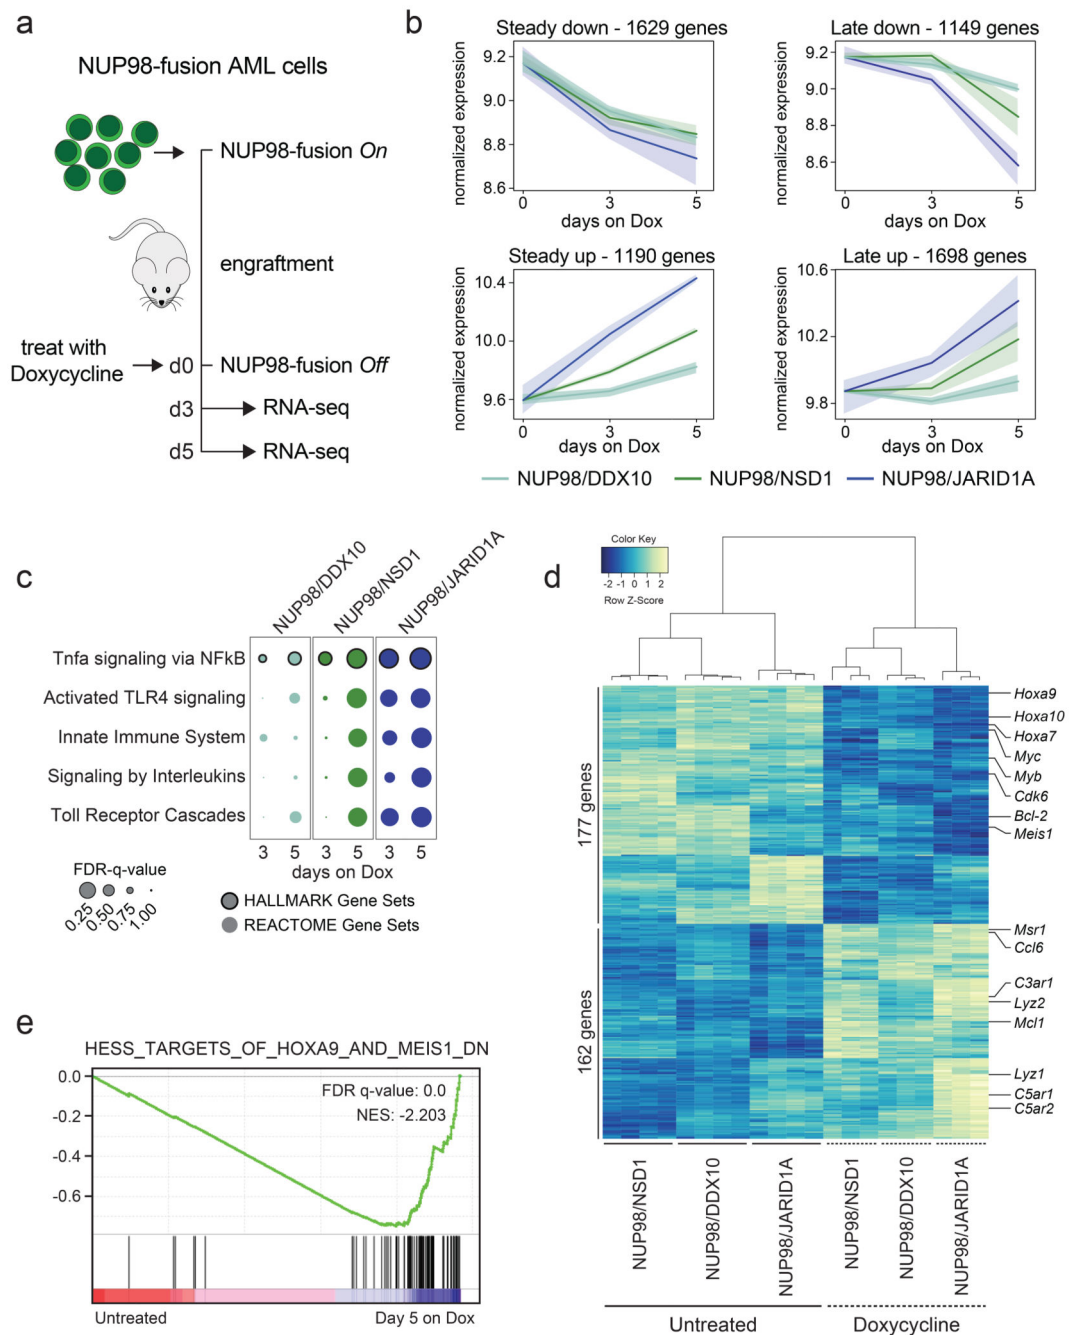 a
NUP98-fusion AML cells
NUP98-fusion On
engraftment
treat with
Doxycycline
d0
NUP98-fusion Off
d3
RNA-seq
d5
RNA-seq
b
Steady down - 1629 genes
normalized expression
9.2
9.0
8.8
8.6
0 3 5
days on Dox
Late down - 1149 genes
normalized expression
9.2
9.0
8.8
8.6
0 3 5
days on Dox
Steady up - 1190 genes
normalized expression
10.4
10.0
9.6
0 3 5
days on Dox
Late up - 1698 genes
normalized expression
10.6
10.2
9.8
0 3 5
days on Dox
NUP98/DDX10 NUP98/NSD1 NUP98/JARID1A
c
NUP98/DDX10
NUP98/NSD1
NUP98/JARID1A
Tnfa signaling via NFkB
Activated TLR4 signaling
Innate Immune System
Signaling by Interleukins
Toll Receptor Cascades
3 5 3 5 3 5
days on Dox
FDR-q-value
0.25 0.50 0.75 1.00
HALLMARK Gene Sets
REACTOME Gene Sets
d
Color Key
-2 -1 0 1 2
Row Z-Score
177 genes
162 genes
Hoxa9
Hoxa10
Hoxa7
Myc
Myb
Cdk6
Bcl-2
Meis1
Msr1
Ccl6
C3ar1
Lyz2
Mcl1
Lyz1
C5ar1
C5ar2
NUP98/NSD1
NUP98/DDX10
NUP98/JARID1A
NUP98/NSD1
NUP98/DDX10
NUP98/JARID1A
Untreated
Doxycycline
e
HESS_TARGETS_OF_HOXA9_AND_MEIS1_DN
0.0
-0.2
-0.4
-0.6
FDR q-value: 0.0
NES: -2.203
Untreated
Day 5 on Dox